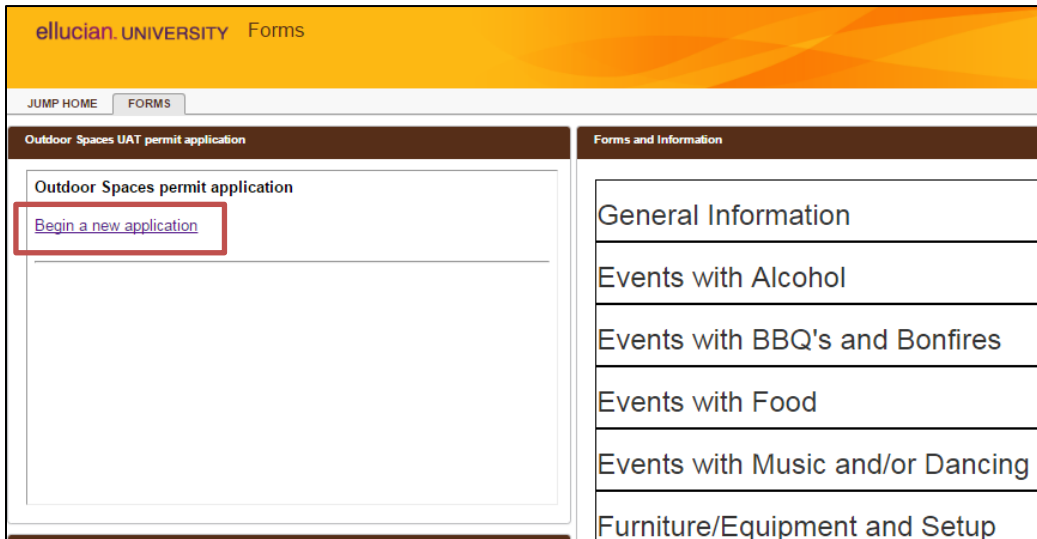 ellucian. UNIVERSITY Forms
JUMP HOME FORMS
Outdoor Spaces UAT permit application
Outdoor Spaces permit application
Begin a new application
Forms and Information
General Information
Events with Alcohol
Events with BBQ's and Bonfires
Events with Food
Events with Music and/or Dancing
Furniture/Equipment and Setup